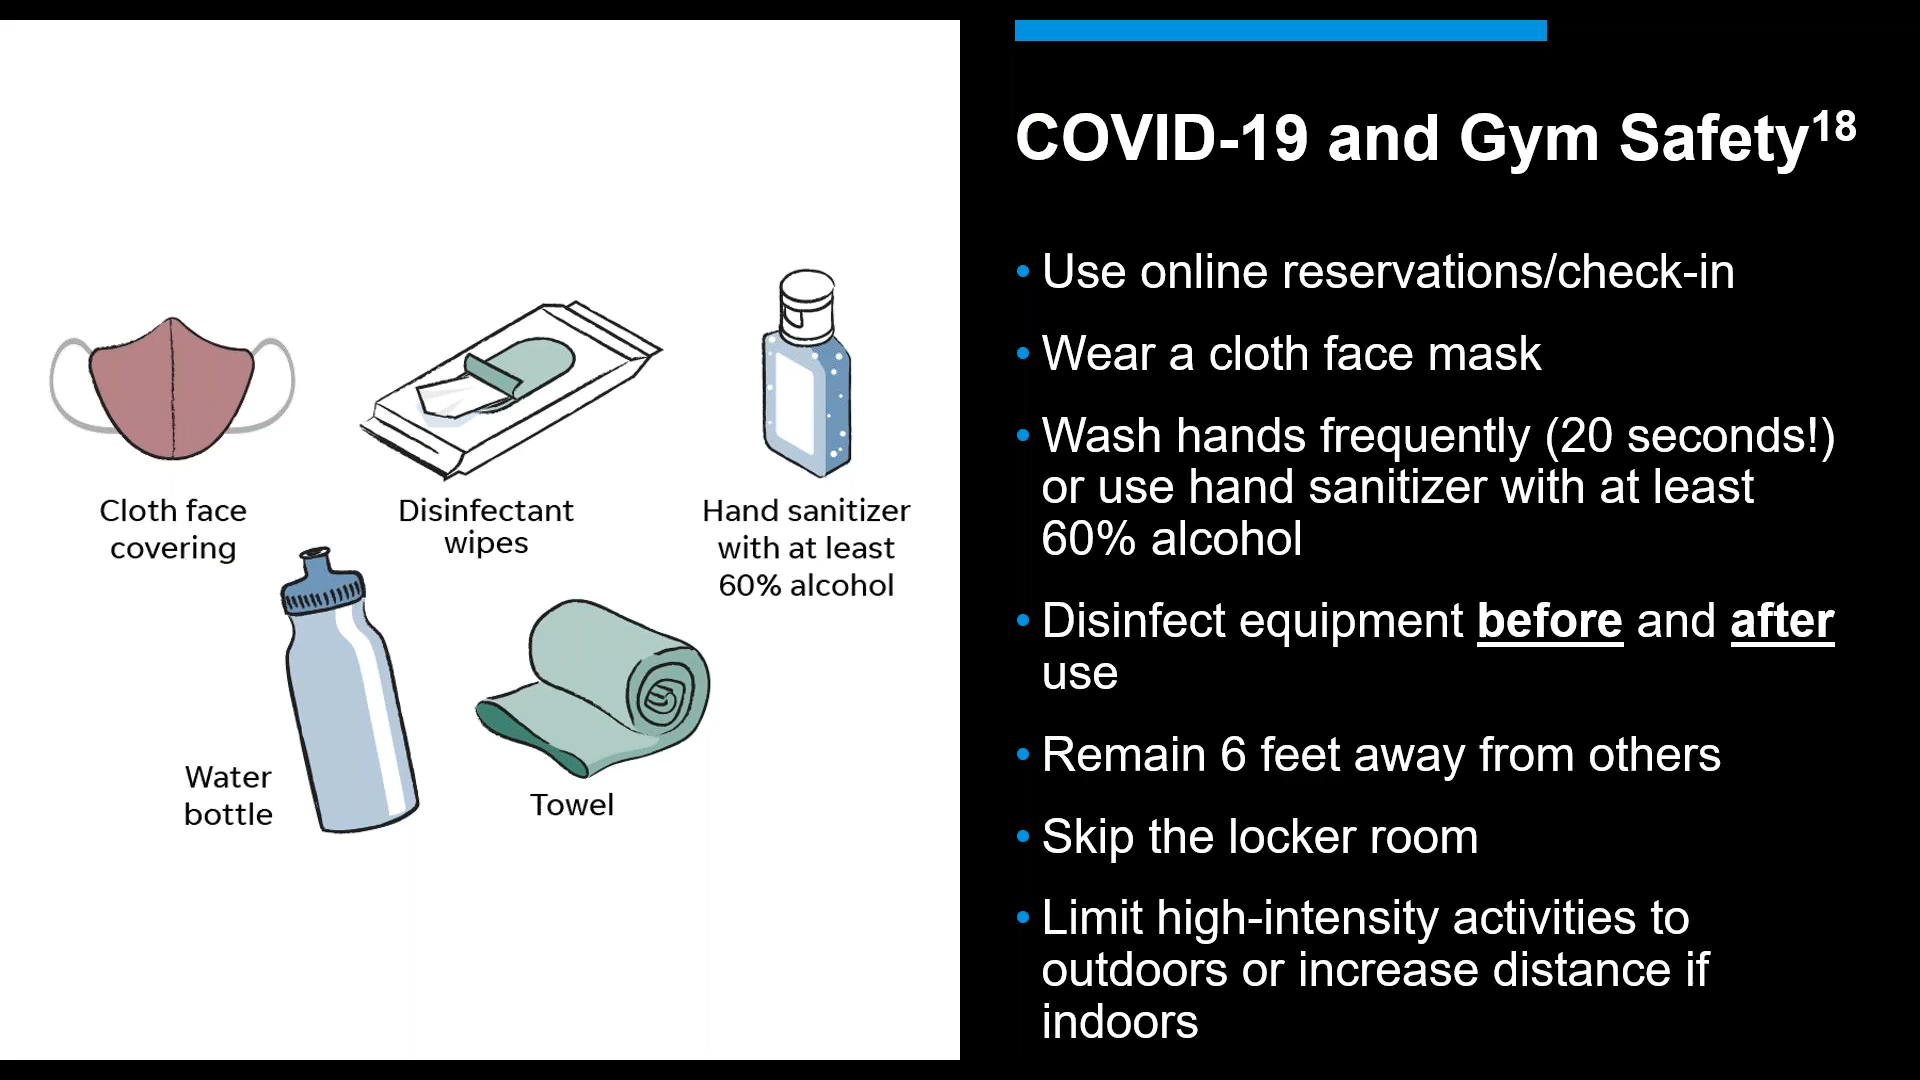 Cloth face
covering
Disinfectant
wipes
Hand sanitizer
with at least
60% alcohol
Water
bottle
Towel
COVID-19 and Gym Safety18
• Use online reservations/check-in
• Wear a cloth face mask
• Wash hands frequently (20 seconds!)
or use hand sanitizer with at least
60% alcohol
• Disinfect equipment before and after
use
• Remain 6 feet away from others
• Skip the locker room
• Limit high-intensity activities to
outdoors or increase distance if
indoors